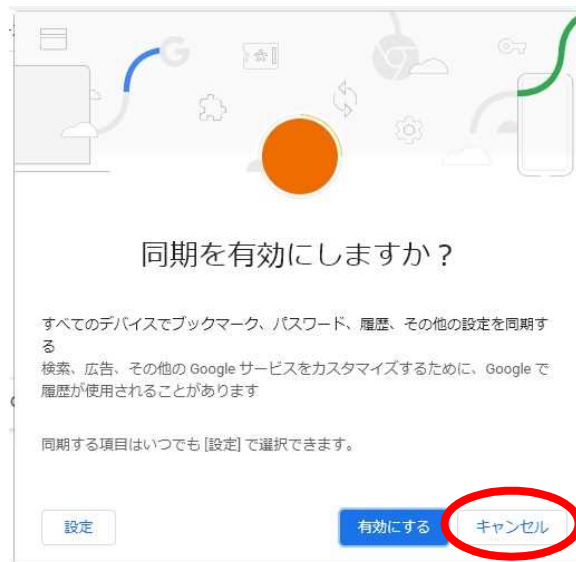 同期を有効にしますか？
すべてのデバイスでブックマーク、パスワード、履歴、その他の設定を同期す
る
検索、広告、その他の Google サービスをカスタマイズするために、Google で
履歴が使用されることがあります
同期する項目はいつでも [設定] で選択できます。
設定 有効にする キャンセル